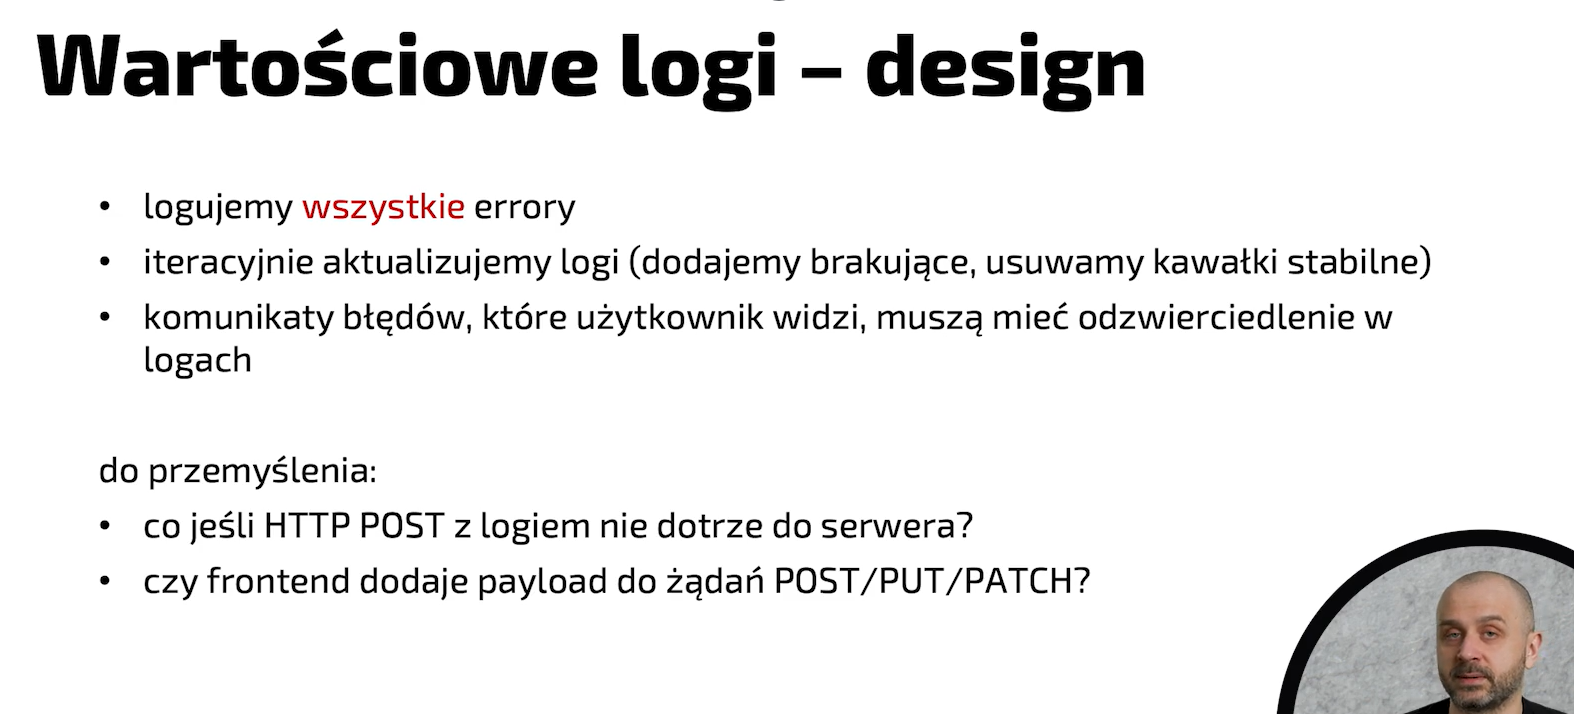 Wartościowe logi – design
• logujemy wszystkie errory
• iteracyjnie aktualizujemy logi (dodajemy brakujące, usuwamy kawałki stabilne)
• komunikaty błędów, które użytkownik widzi, muszą mieć odzwierciedlenie w
logach
do przemyślenia:
• co jeśli HTTP POST z logiem nie dotrze do serwera?
• czy frontend dodaje payload do żądań POST/PUT/PATCH?